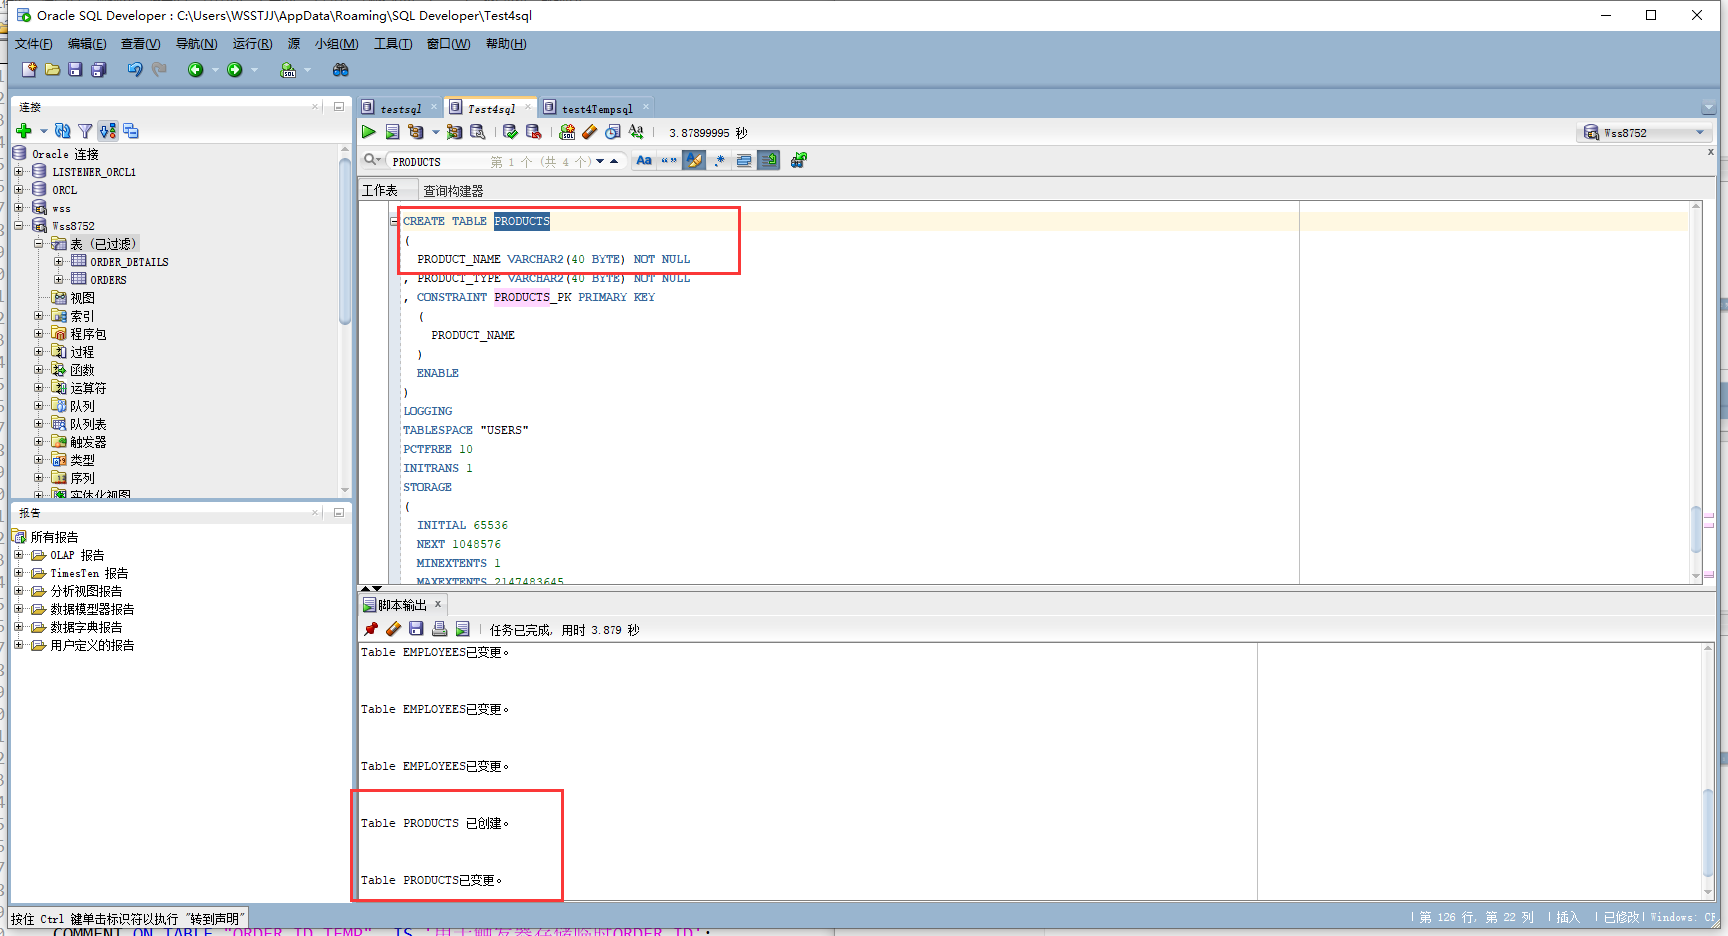 Oracle SQL Developer : C:\Users\WSSTJJ\AppData\Roaming\SQL Developer\Test4sql
文件(F) 编辑(E) 查看(V) 导航(N) 运行(R) 源 小组(M) 工具(T) 窗口(W) 帮助(H)
连接
Oracle 连接
LISTENER_ORCL1
ORCL
wss
Wss8752
表 (已过滤)
ORDER_DETAILS
ORDERS
视图
索引
程序包
过程
函数
运算符
队列
队列表
触发器
类型
序列
实体化视图
报告
所有报告
OLAP 报告
TimesTen 报告
分析视图报告
数据模型器报告
数据字典报告
用户定义的报告
testsql Test4sql test4Tempsql
3.87899995 秒
Wss8752
PRODUCTS 第 1 个 (共 4 个)
工作表 查询构建器
CREATE TABLE PRODUCTS
(
PRODUCT_NAME VARCHAR2(40 BYTE) NOT NULL
, PRODUCT_TYPE VARCHAR2(40 BYTE) NOT NULL
, CONSTRAINT PRODUCTS_PK PRIMARY KEY
(
PRODUCT_NAME
)
ENABLE
)
LOGGING
TABLESPACE "USERS"
PCTFREE 10
INITRANS 1
STORAGE
(
INITIAL 65536
NEXT 1048576
MINEXTENTS 1
MAXEXTENTS 2147483645
脚本输出
任务已完成, 用时 3.879 秒
Table EMPLOYEES已变更。
Table EMPLOYEES已变更。
Table EMPLOYEES已变更。
Table PRODUCTS 已创建。
Table PRODUCTS已变更。
按住 Ctrl 键单击标识符以执行 "转到声明"
第 126 行, 第 22 列 插入 已修改 Windows: CF
COMMENT ON TABLE "ORDER_ID_TEMP" IS '用于触发器存储临时ORDER_ID';